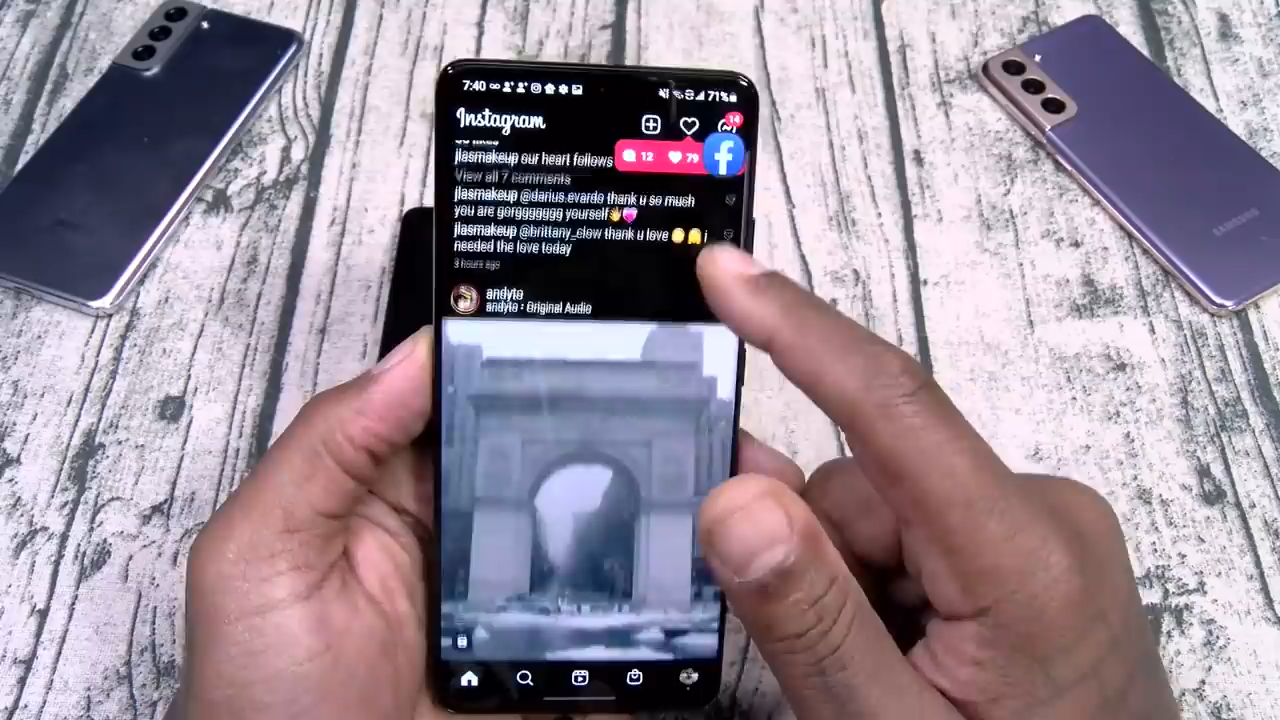 7:40
71%
Instagram
14
12 79
f
jlasmakeup our heart follows
View all 7 comments
jlasmakeup @darius.evardo thank u so much
you are gorggggggg yourself👋💗
jlasmakeup @brittany_clow thank u love i
needed the love today
3 hours ago
andyto
andyto · Original Audio
SAMSUNG